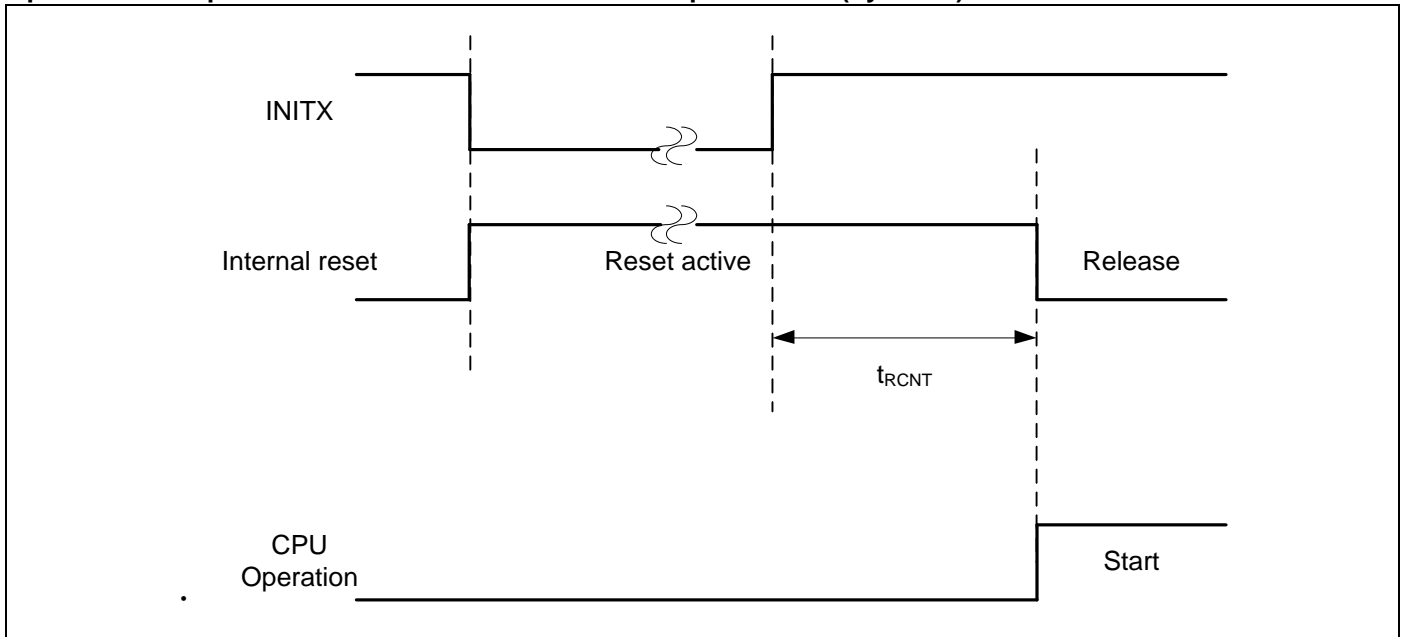 INITX
Internal reset
Reset active
Release
tRCNT
CPU
Operation
Start